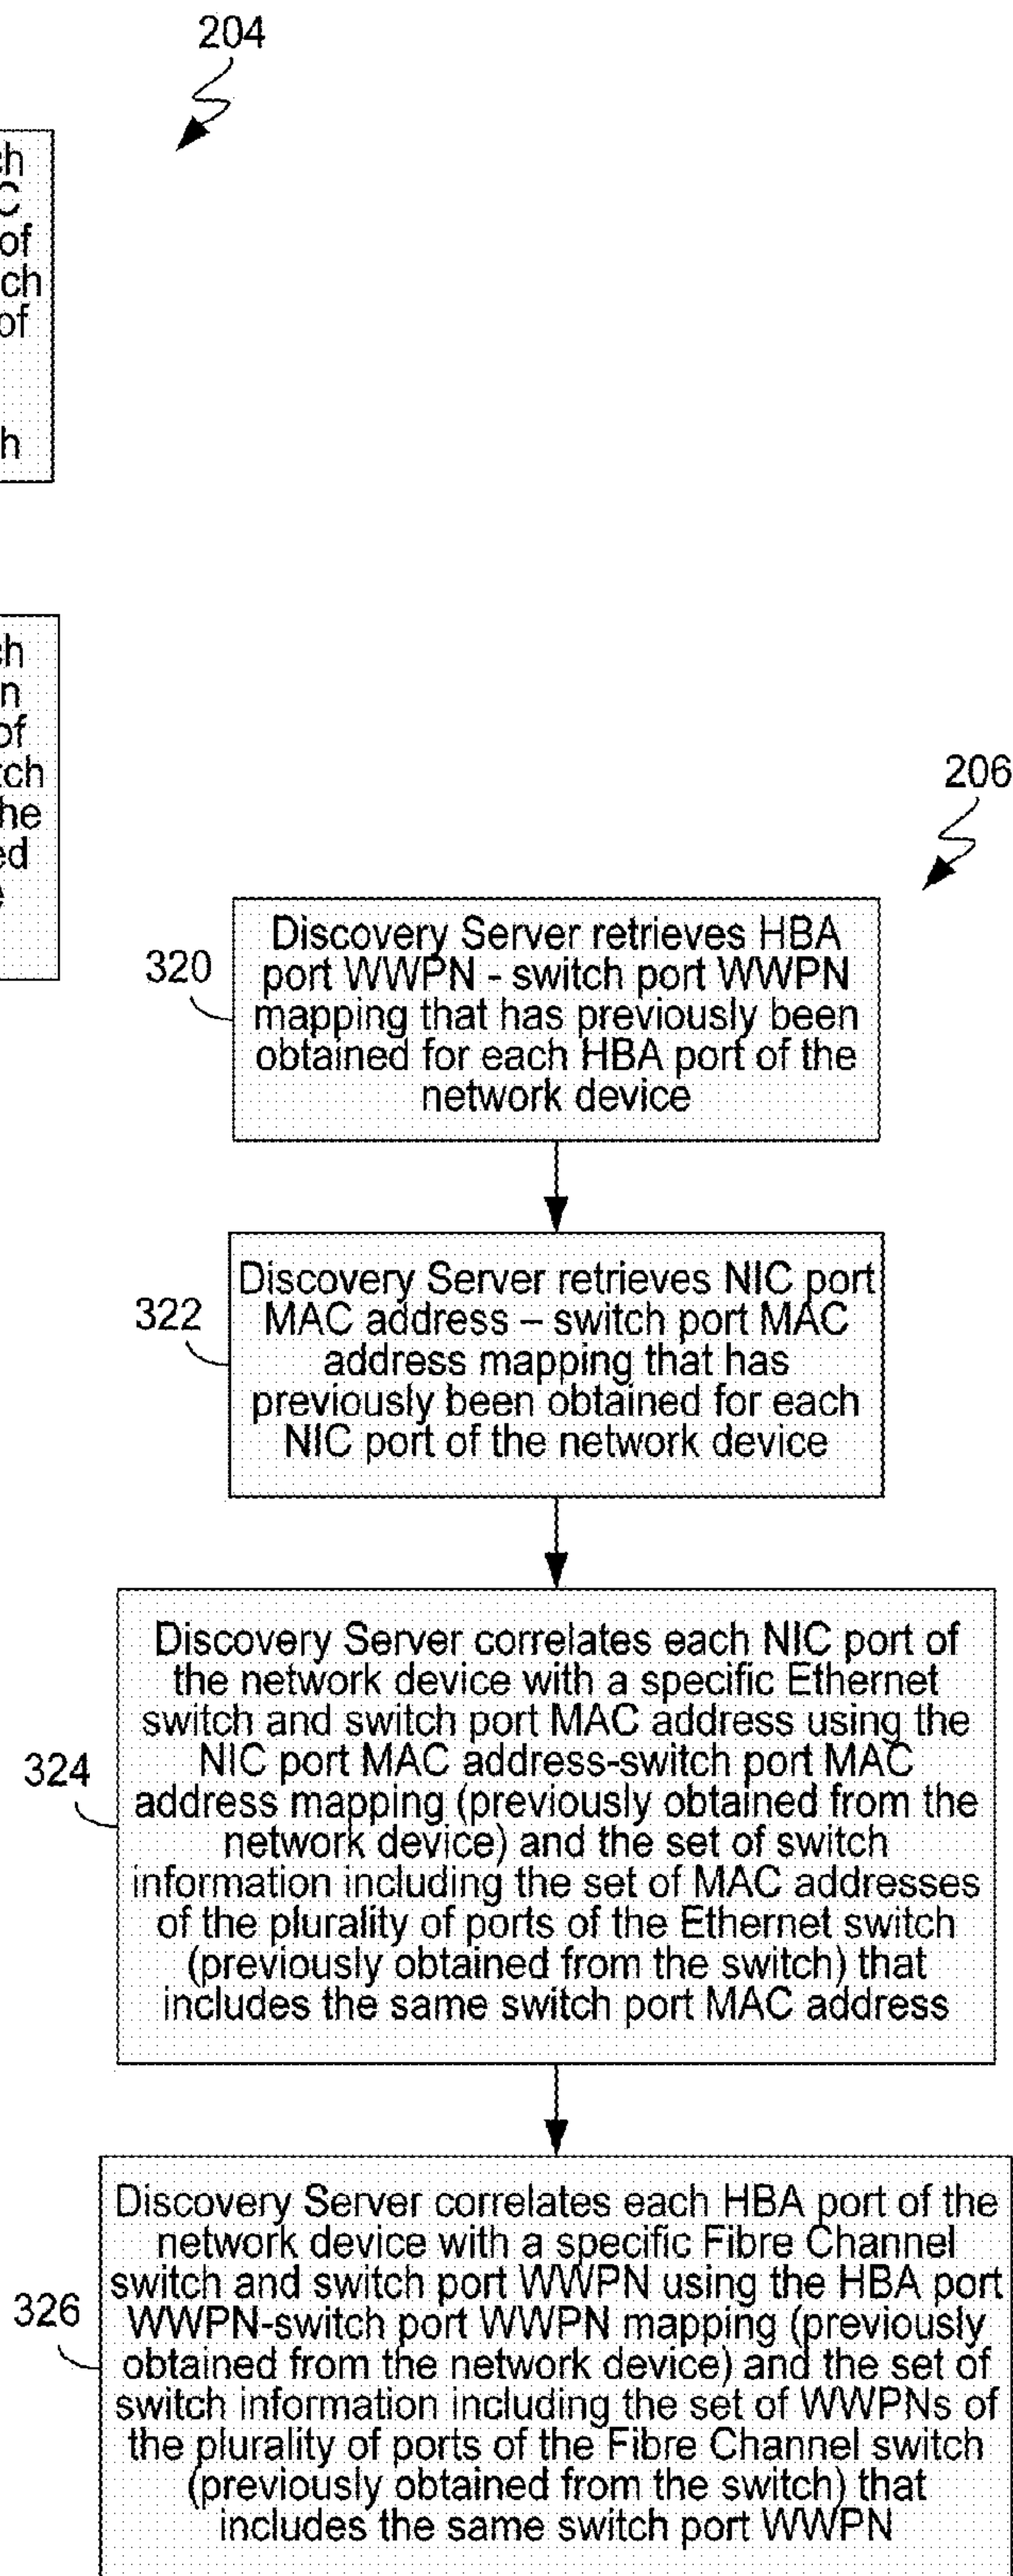 204
of
of
206
320
Discovery Server retrieves HBA
port WWPN - switch port WWPN
mapping that has previously been
obtained for each HBA port of the
network device
322
Discovery Server retrieves NIC port
MAC address – switch port MAC
address mapping that has
previously been obtained for each
NIC port of the network device
324
Discovery Server correlates each NIC port of
the network device with a specific Ethernet
switch and switch port MAC address using the
NIC port MAC address-switch port MAC
address mapping (previously obtained from the
network device) and the set of switch
information including the set of MAC addresses
of the plurality of ports of the Ethernet switch
(previously obtained from the switch) that
includes the same switch port MAC address
326
Discovery Server correlates each HBA port of the
network device with a specific Fibre Channel
switch and switch port WWPN using the HBA port
WWPN-switch port WWPN mapping (previously
obtained from the network device) and the set of
switch information including the set of WWPNs of
the plurality of ports of the Fibre Channel switch
(previously obtained from the switch) that
includes the same switch port WWPN